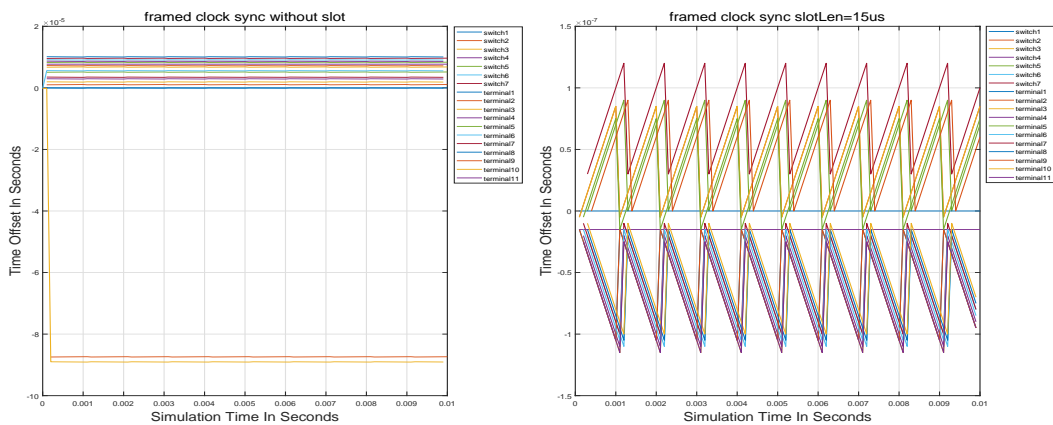 framed clock sync without slot
×10⁻⁵
Time Offset In Seconds
2
0
-2
-4
-6
-8
-10
0 0.001 0.002 0.003 0.004 0.005 0.006 0.007 0.008 0.009 0.01
Simulation Time In Seconds
switch1
switch2
switch3
switch4
switch5
switch6
switch7
terminal1
terminal2
terminal3
terminal4
terminal5
terminal6
terminal7
terminal8
terminal9
terminal10
terminal11
framed clock sync slotLen=15us
×10⁻⁷
Time Offset In Seconds
1.5
1
0.5
0
-0.5
-1
-1.5
0 0.001 0.002 0.003 0.004 0.005 0.006 0.007 0.008 0.009 0.01
Simulation Time In Seconds
switch1
switch2
switch3
switch4
switch5
switch6
switch7
terminal1
terminal2
terminal3
terminal4
terminal5
terminal6
terminal7
terminal8
terminal9
terminal10
terminal11